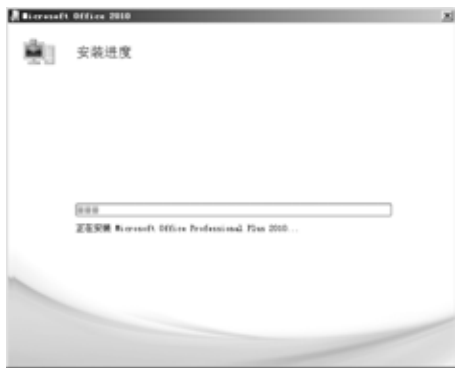 Microsoft Office 2010
安装进度
正在安装 Microsoft Office Professional Plus 2010...